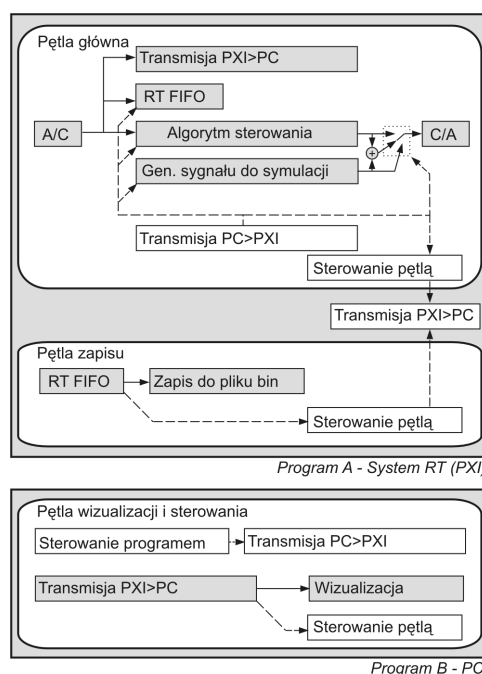 Pętla główna
Transmisja PXI>PC
RT FIFO
A/C
Algorytm sterowania
+
C/A
Gen. sygnału do symulacji
Transmisja PC>PXI
Sterowanie pętlą
Transmisja PXI>PC
Pętla zapisu
RT FIFO
Zapis do pliku bin
Sterowanie pętlą
Program A - System RT (PXI)
Pętla wizualizacji i sterowania
Sterowanie programem
Transmisja PC>PXI
Transmisja PXI>PC
Wizualizacja
Sterowanie pętlą
Program B - PC